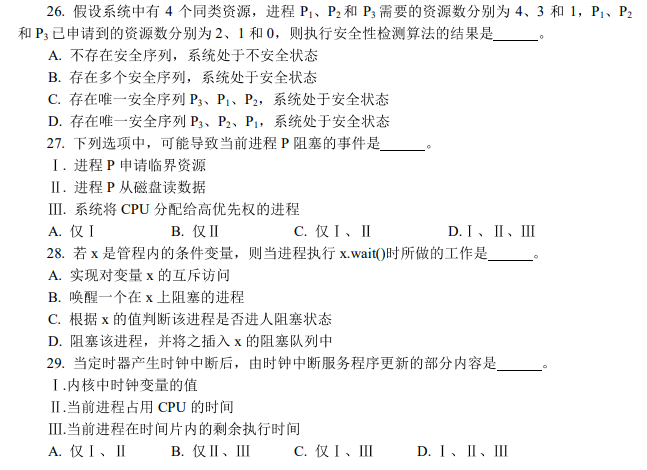 26. 假设系统中有 4 个同类资源，进程 P₁、P₂ 和 P₃ 需要的资源数分别为 4、3 和 1，P₁、P₂
和 P₃ 已申请到的资源数分别为 2、1 和 0，则执行安全性检测算法的结果是______。
A. 不存在安全序列，系统处于不安全状态
B. 存在多个安全序列，系统处于安全状态
C. 存在唯一安全序列 P₃、P₁、P₂，系统处于安全状态
D. 存在唯一安全序列 P₃、P₂、P₁，系统处于安全状态
27. 下列选项中，可能导致当前进程 P 阻塞的事件是______。
Ⅰ. 进程 P 申请临界资源
Ⅱ. 进程 P 从磁盘读数据
Ⅲ. 系统将 CPU 分配给高优先权的进程
A. 仅Ⅰ B. 仅Ⅱ C. 仅Ⅰ、Ⅱ D.Ⅰ、Ⅱ、Ⅲ
28. 若 x 是管程内的条件变量，则当进程执行 x.wait()时所做的工作是______。
A. 实现对变量 x 的互斥访问
B. 唤醒一个在 x 上阻塞的进程
C. 根据 x 的值判断该进程是否进人阻塞状态
D. 阻塞该进程，并将之插入 x 的阻塞队列中
29. 当定时器产生时钟中断后，由时钟中断服务程序更新的部分内容是______。
Ⅰ.内核中时钟变量的值
Ⅱ.当前进程占用 CPU 的时间
Ⅲ.当前进程在时间片内的剩余执行时间
A. 仅Ⅰ、Ⅱ B. 仅Ⅱ、Ⅲ C. 仅Ⅰ、Ⅲ D. Ⅰ、Ⅱ、Ⅲ